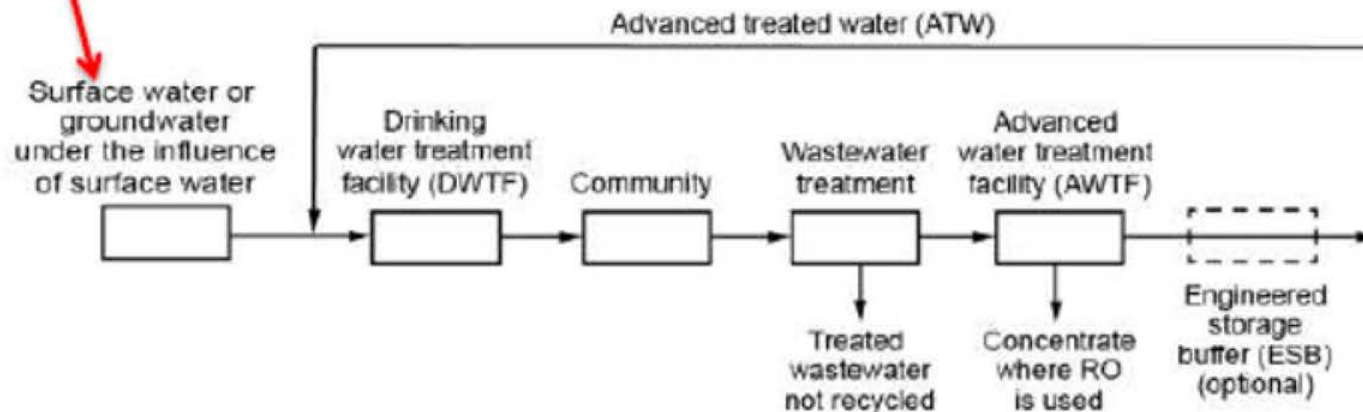 Advanced treated water (ATW)
Surface water or
groundwater
under the influence
of surface water
Drinking
water treatment
facility (DWTF)
Community
Wastewater
treatment
Advanced
water treatment
facility (AWTF)
Treated
wastewater
not recycled
Concentrate
where RO
is used
Engineered
storage
buffer (ESB)
(optional)